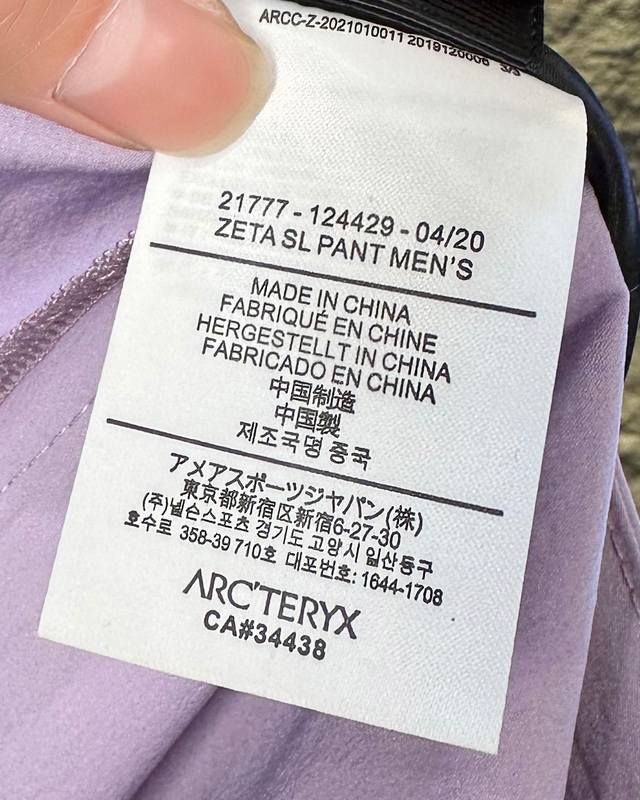 ARCC-Z-2021010011 2019120006 3/3
21777 - 124429 - 04/20
ZETA SL PANT MEN'S
MADE IN CHINA
FABRIQUÉ EN CHINE
HERGESTELLT IN CHINA
FABRICADO EN CHINA
中国制造
中国製
제조국명 중국
アメアスポーツジャパン(株)
東京都新宿区新宿6-27-30
(주)넬슨스포츠 경기도 고양시 일산동구
호수로 358-39 710호 대표번호: 1644-1708
ARC'TERYX
CA#34438